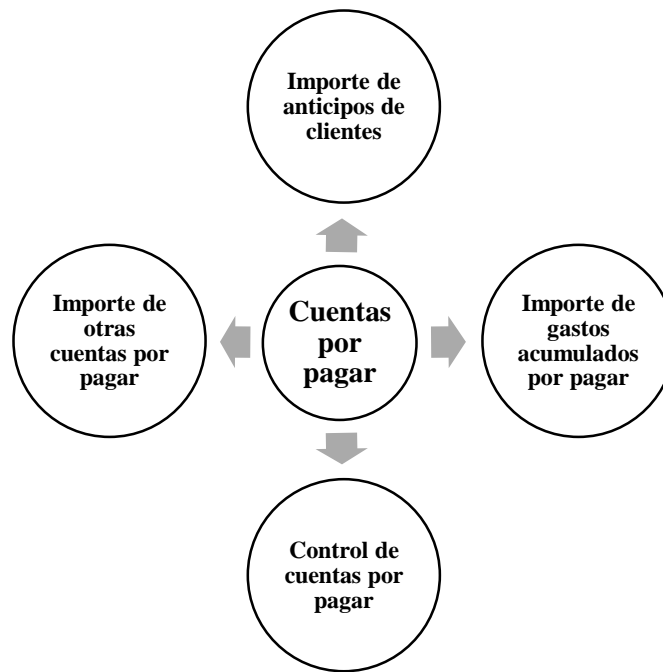 Importe de
anticipos de
clientes
Importe de
otras
cuentas por
pagar
Cuentas
por
pagar
Importe de
gastos
acumulados
por pagar
Control de
cuentas por
pagar